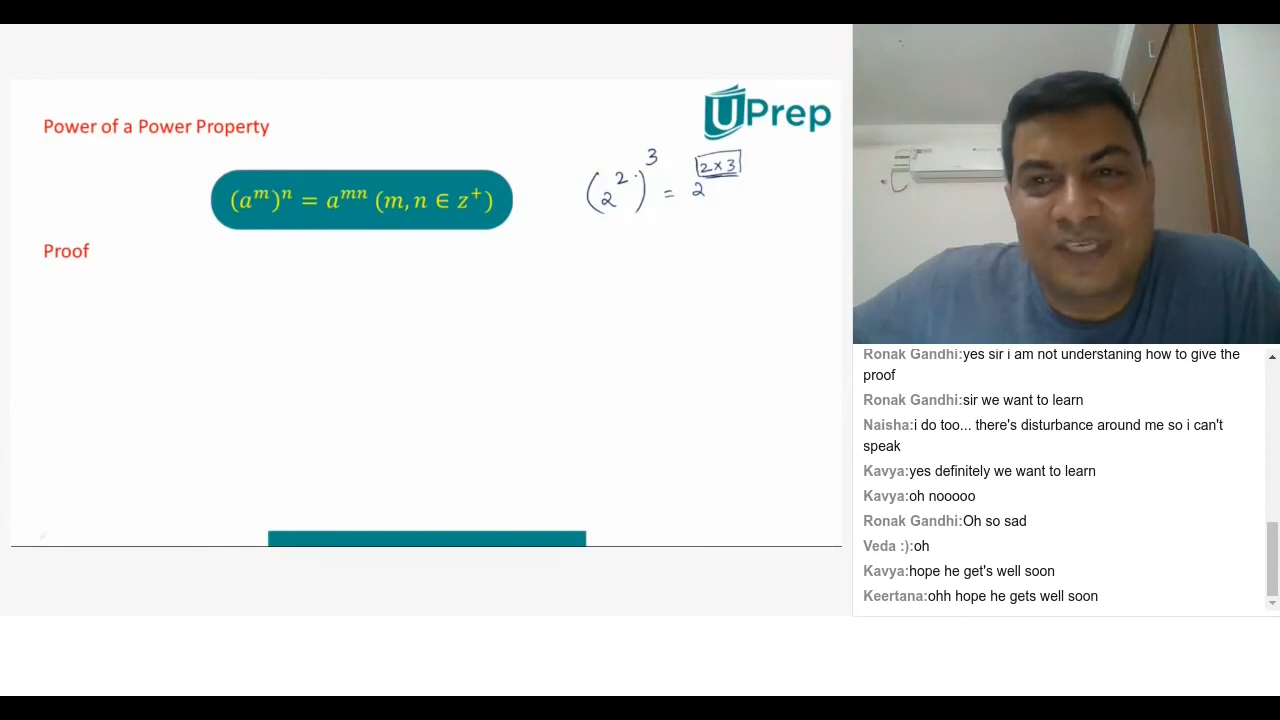 UPrep
Power of a Power Property
(a^m)^n = a^{mn} (m, n ∈ z^+)
(2^2)^3 = 2^{2×3}
Proof
Ronak Gandhi:yes sir i am not understaning how to give the
proof
Ronak Gandhi:sir we want to learn
Naisha:i do too... there's disturbance around me so i can't
speak
Kavya:yes definitely we want to learn
Kavya:oh nooooo
Ronak Gandhi:Oh so sad
Veda :):oh
Kavya:hope he get's well soon
Keertana:ohh hope he gets well soon